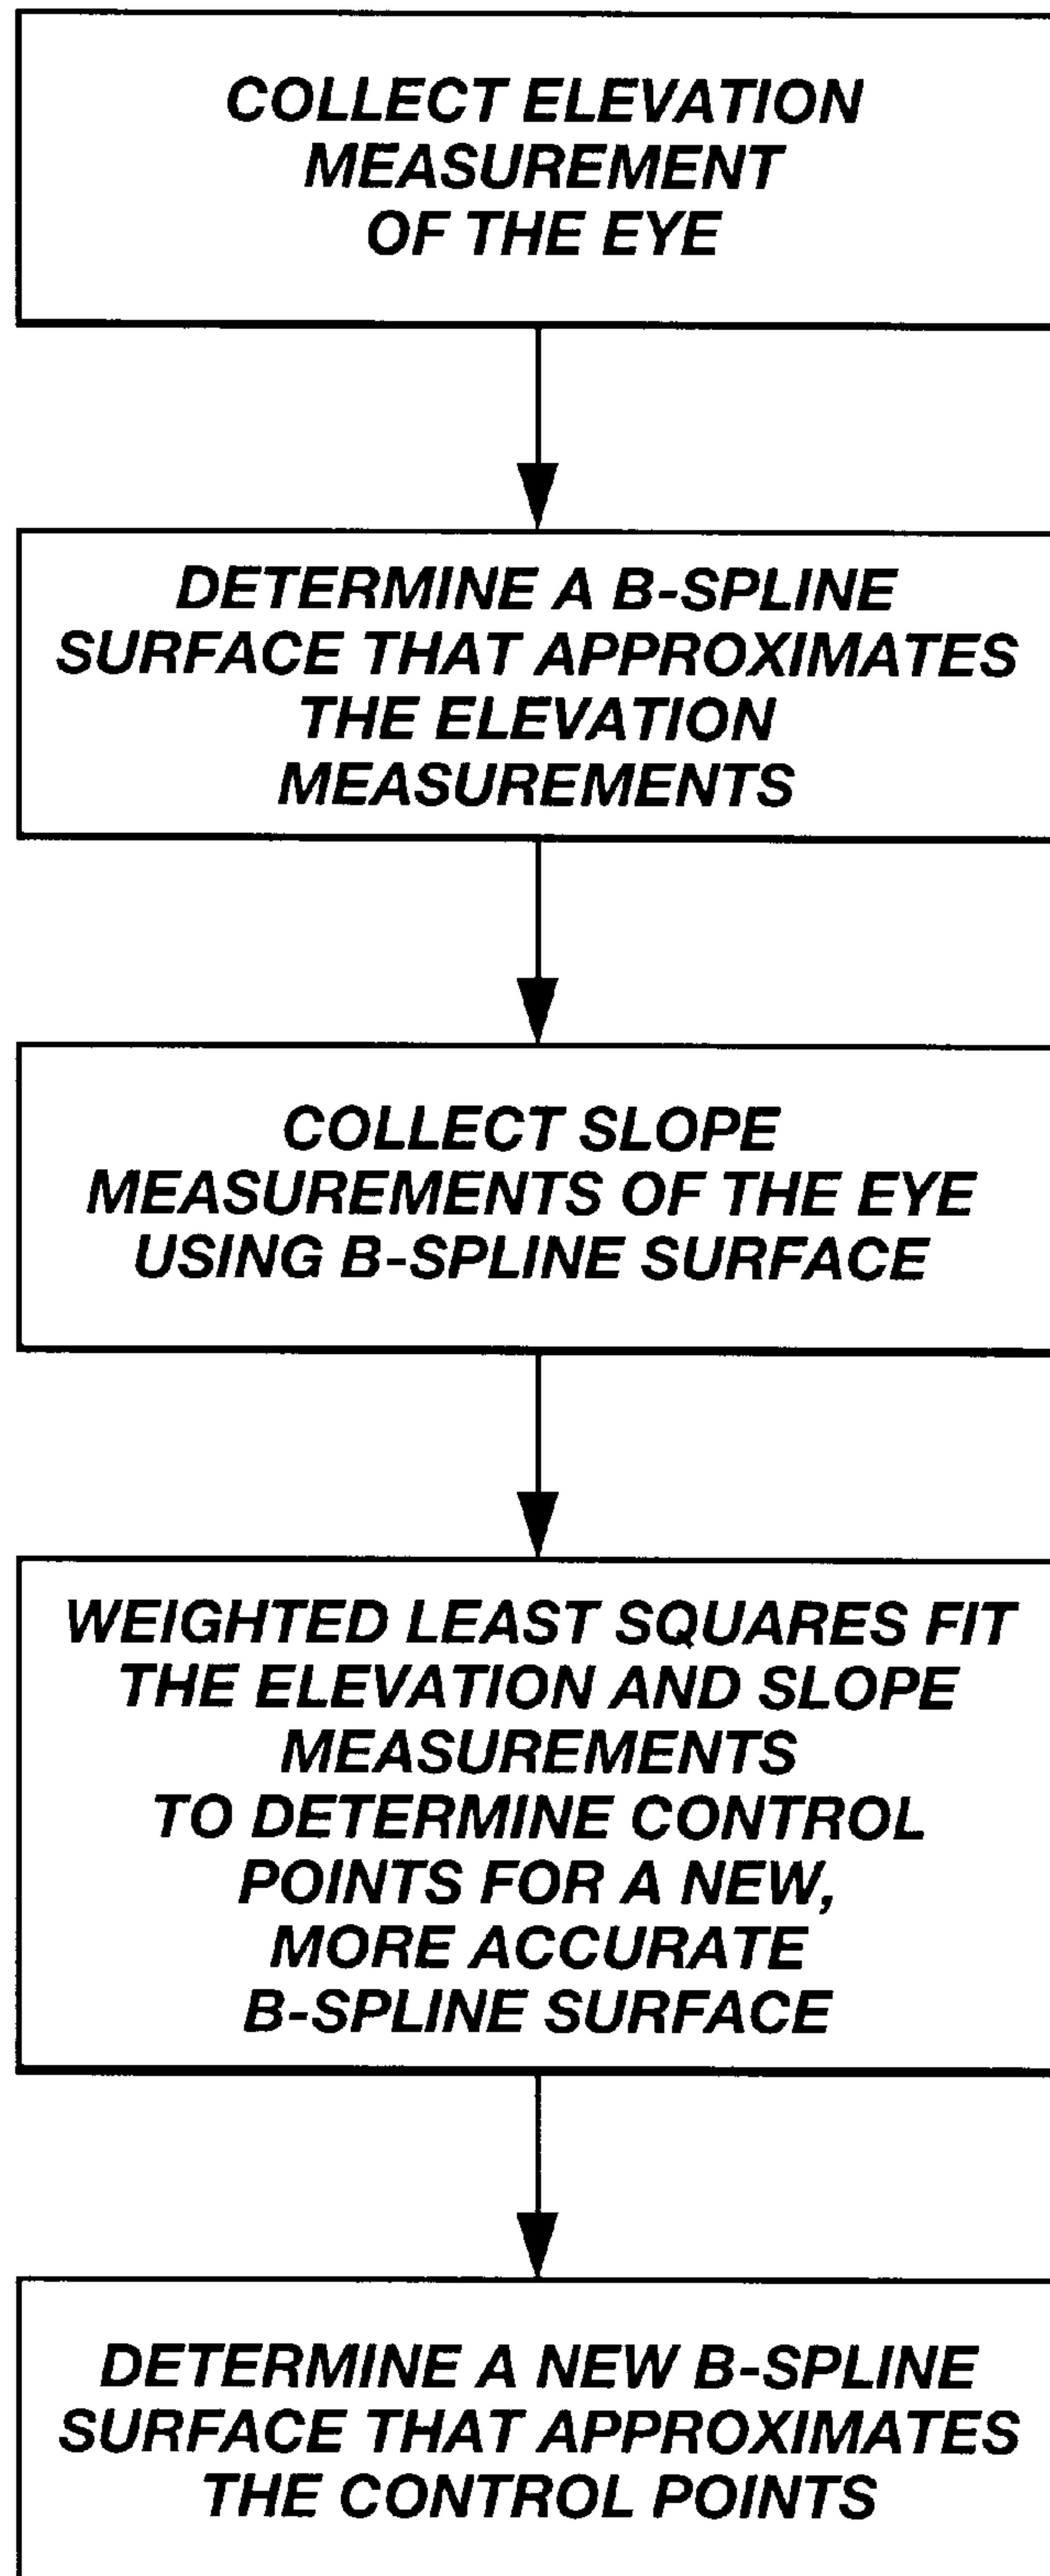 COLLECT ELEVATION
MEASUREMENT
OF THE EYE
DETERMINE A B-SPLINE
SURFACE THAT APPROXIMATES
THE ELEVATION
MEASUREMENTS
COLLECT SLOPE
MEASUREMENTS OF THE EYE
USING B-SPLINE SURFACE
WEIGHTED LEAST SQUARES FIT
THE ELEVATION AND SLOPE
MEASUREMENTS
TO DETERMINE CONTROL
POINTS FOR A NEW,
MORE ACCURATE
B-SPLINE SURFACE
DETERMINE A NEW B-SPLINE
SURFACE THAT APPROXIMATES
THE CONTROL POINTS